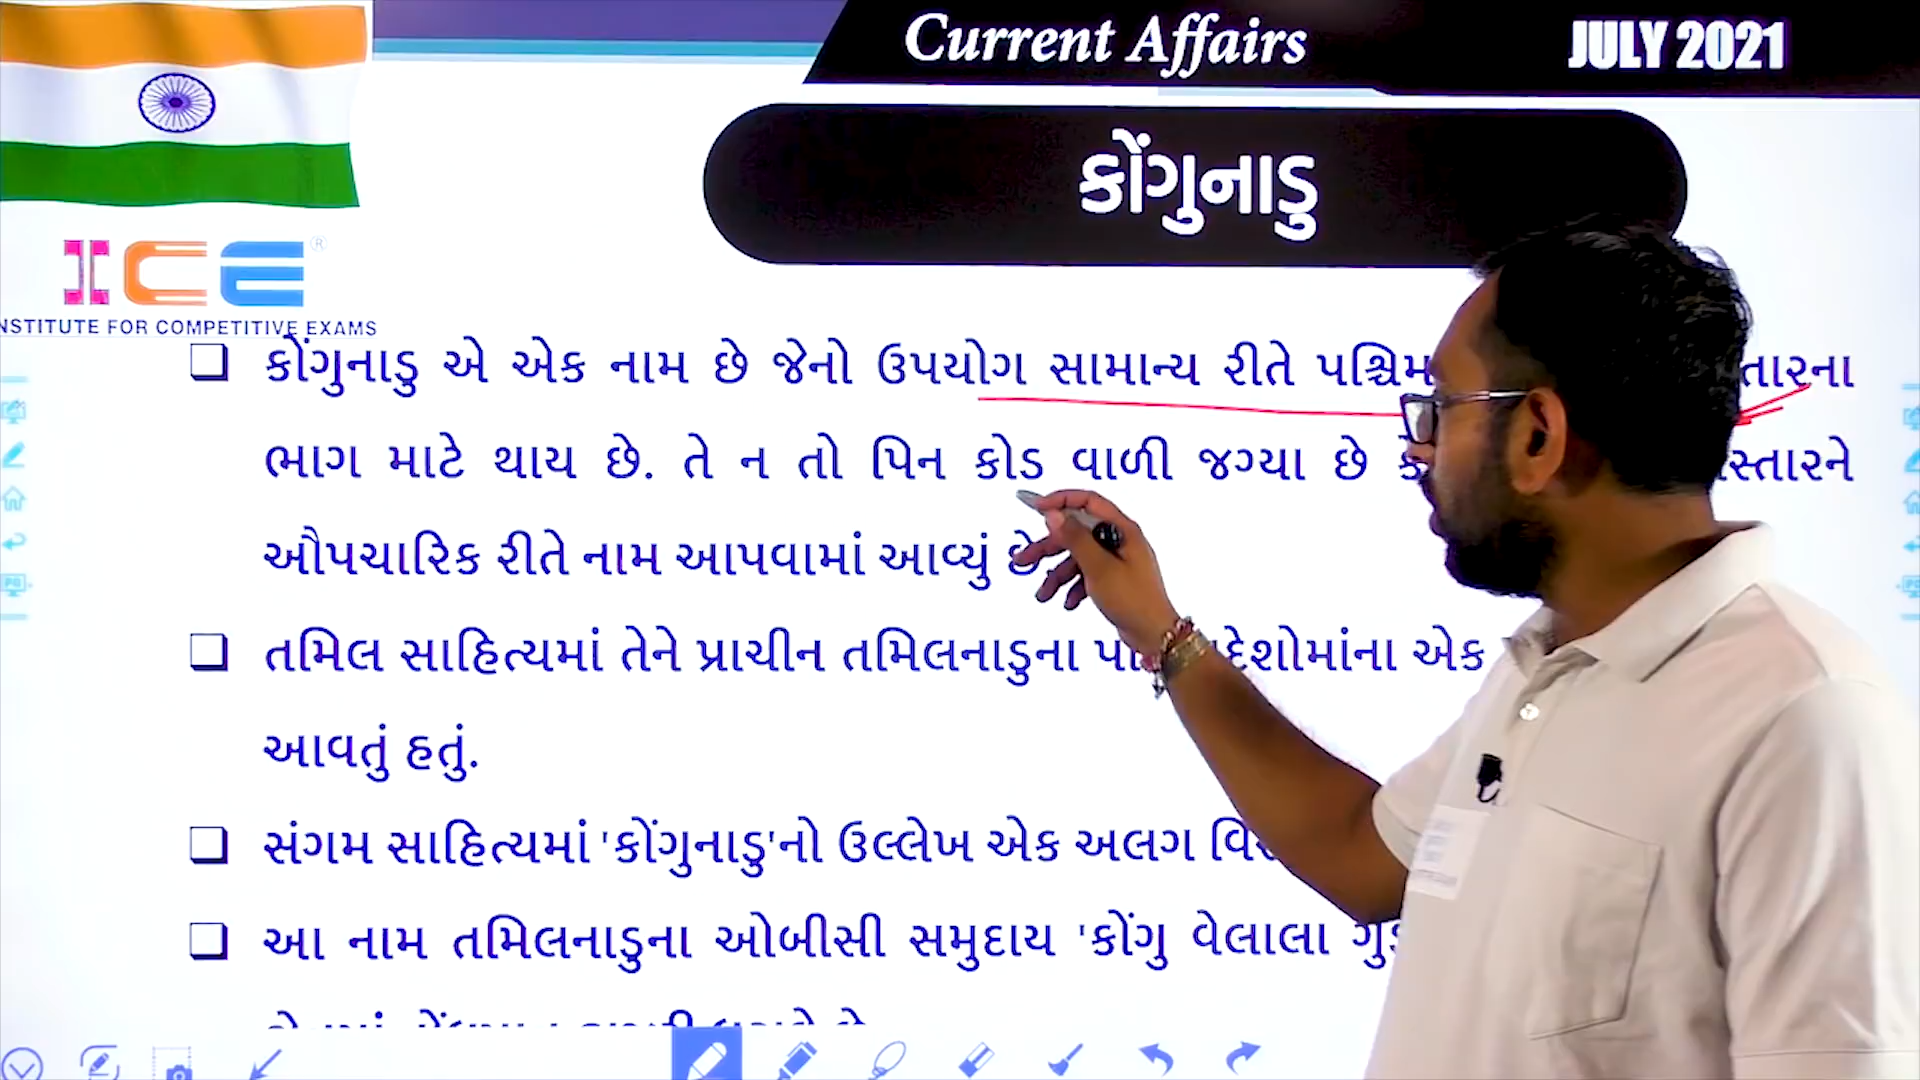 Current Affairs
JULY 2021
કોંગુનાડુ
ICE
NSTITUTE FOR COMPETITIVE EXAMS
કોંગુનાડુ એ એક નામ છે જેનો ઉપયોગ સામાન્ય રીતે પશ્ચિમ
ભાગ માટે થાય છે. તે ન તો પિન કોડ વાળી જગ્યા છે
ઔપચારિક રીતે નામ આપવામાં આવ્યું છે
તમિલ સાહિત્યમાં તેને પ્રાચીન તમિલનાડુના એક
આવતું હતું.
સંગમ સાહિત્યમાં 'કોંગુનાડુ'નો ઉલ્લેખ એક અલગ
આ નામ તમિલનાડુના ઓબીસી સમુદાય 'કોંગુ વેલાલા